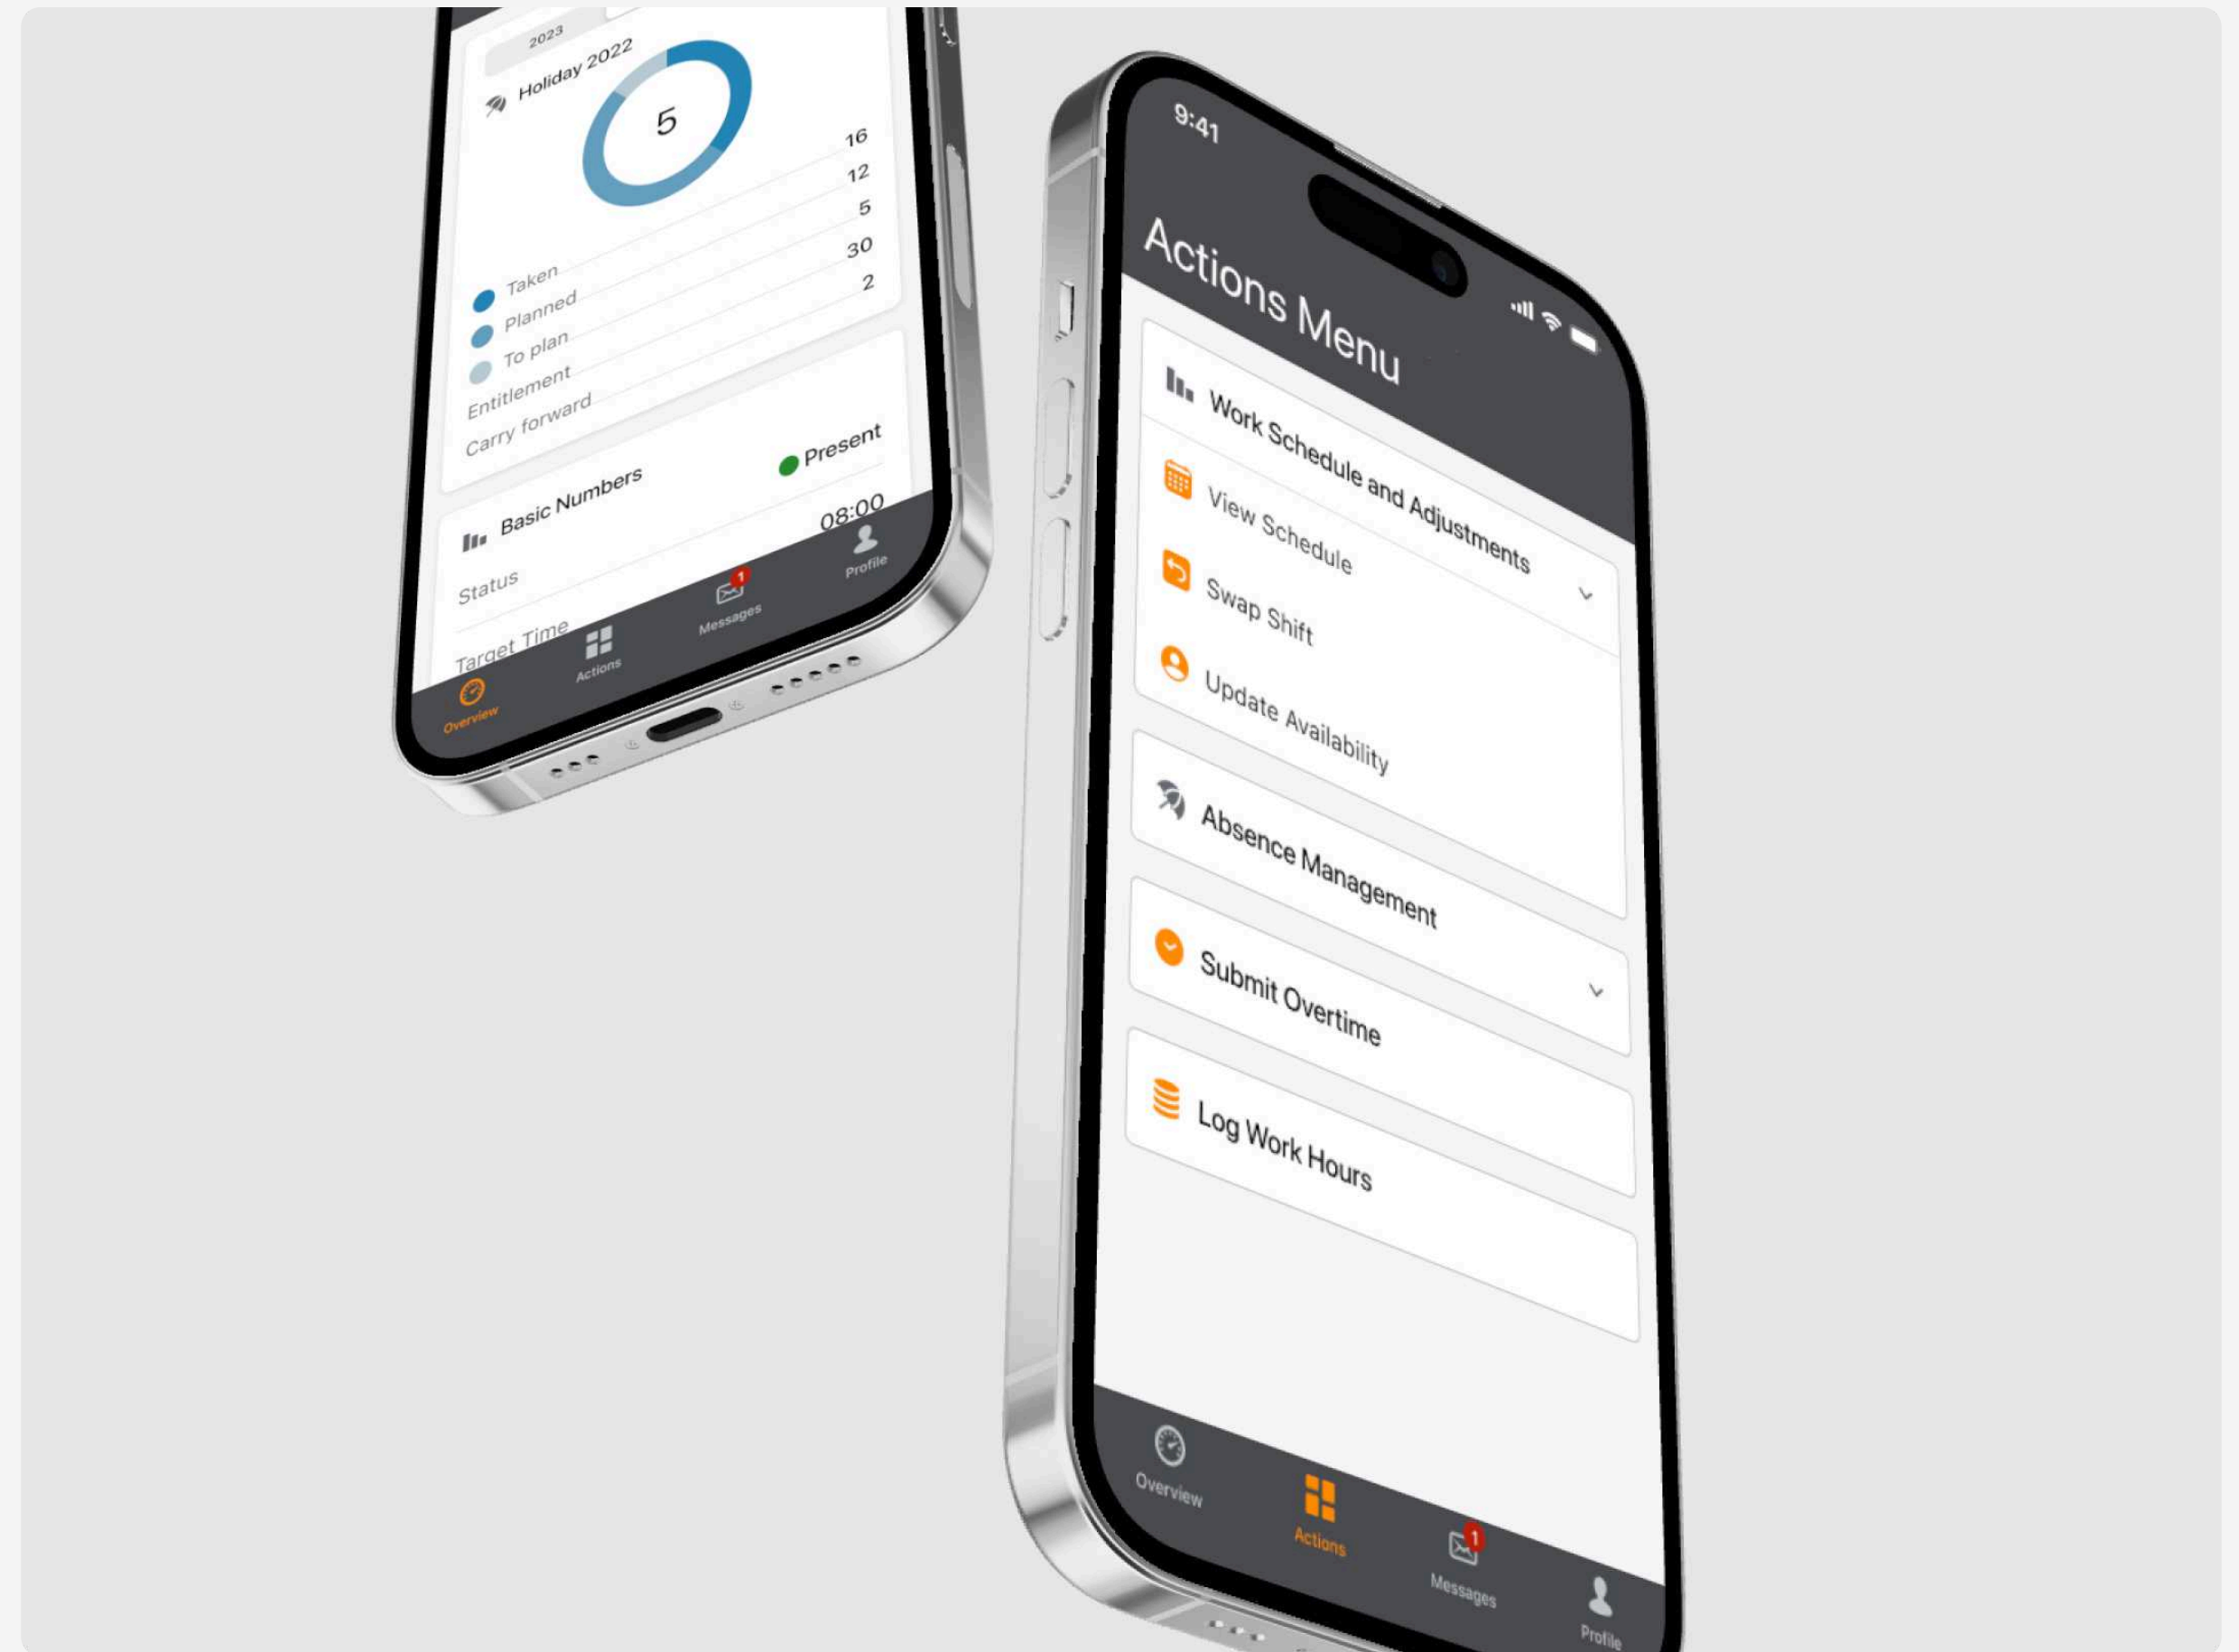 2023
Holiday 2022
5
Taken 16
Planned 12
To plan 5
Entitlement 30
Carry forward 2
Basic Numbers
Status Present
Target Time 08:00
Overview
Actions
1
Messages
Profile
9:41
Actions Menu
Work Schedule and Adjustments
View Schedule
Swap Shift
Update Availability
Absence Management
Submit Overtime
Log Work Hours
Overview
Actions
1
Messages
Profile